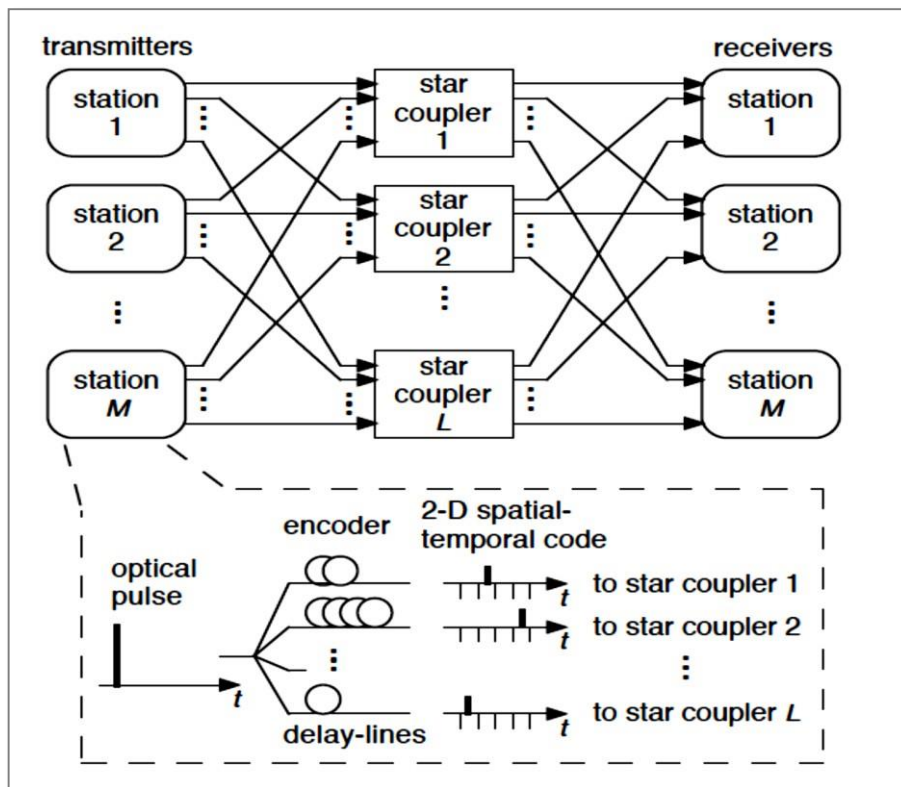 transmitters
receivers
station
1
star
coupler
1
station
1
station
2
star
coupler
2
station
2
station
M
star
coupler
L
station
M
encoder
2-D spatial-
temporal code
optical
pulse
t
to star coupler 1
t
to star coupler 2
t
to star coupler L
t
delay-lines